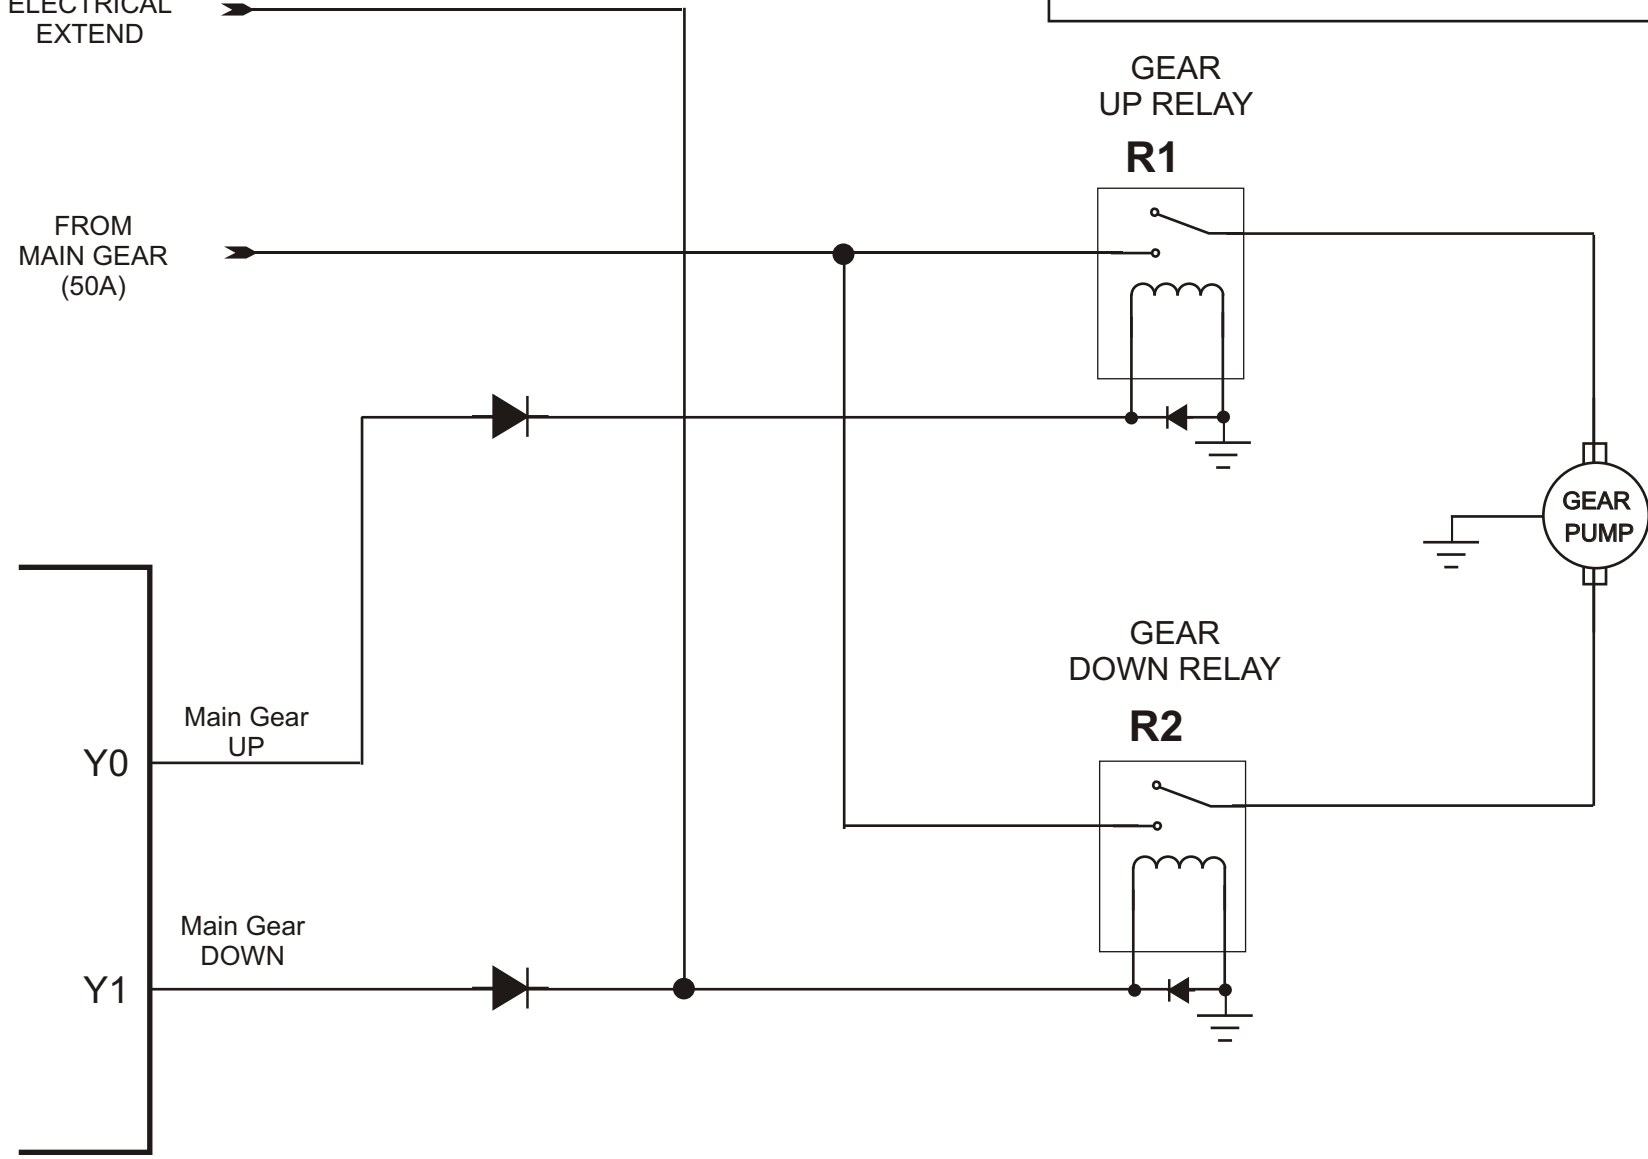 ELECTRICAL
EXTEND
GEAR
UP RELAY
R1
FROM
MAIN GEAR
(50A)
GEAR
PUMP
GEAR
DOWN RELAY
R2
Main Gear
UP
Y0
Main Gear
DOWN
Y1